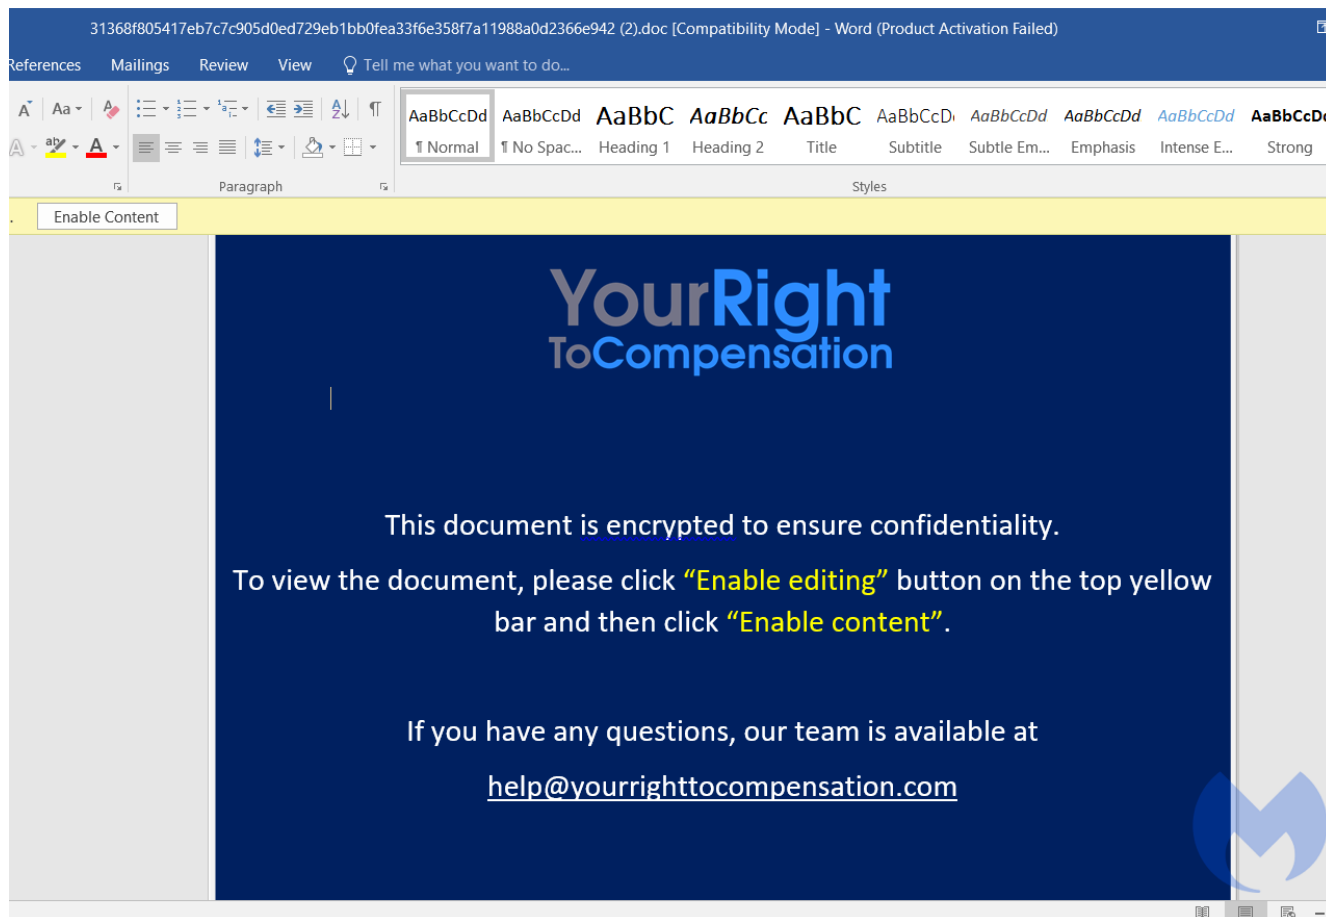 31368f805417eb7c7c905d0ed729eb1bb0fea33f6e358f7a11988a0d2366e942 (2).doc [Compatibility Mode] - Word (Product Activation Failed)
References Mailings Review View Tell me what you want to do...
AaBbCcDd AaBbCcDd AaBbC AaBbCc AaBbC AaBbCcD AaBbCcDd AaBbCcDd AaBbCcDd AaBbCcDd
¶ Normal ¶ No Spac... Heading 1 Heading 2 Title Subtitle Subtle Em... Emphasis Intense E... Strong
Paragraph Styles
Enable Content
YourRight
ToCompensation
This document is encrypted to ensure confidentiality.
To view the document, please click “Enable editing” button on the top yellow
bar and then click “Enable content”.
If you have any questions, our team is available at
help@yourrighttocompensation.com